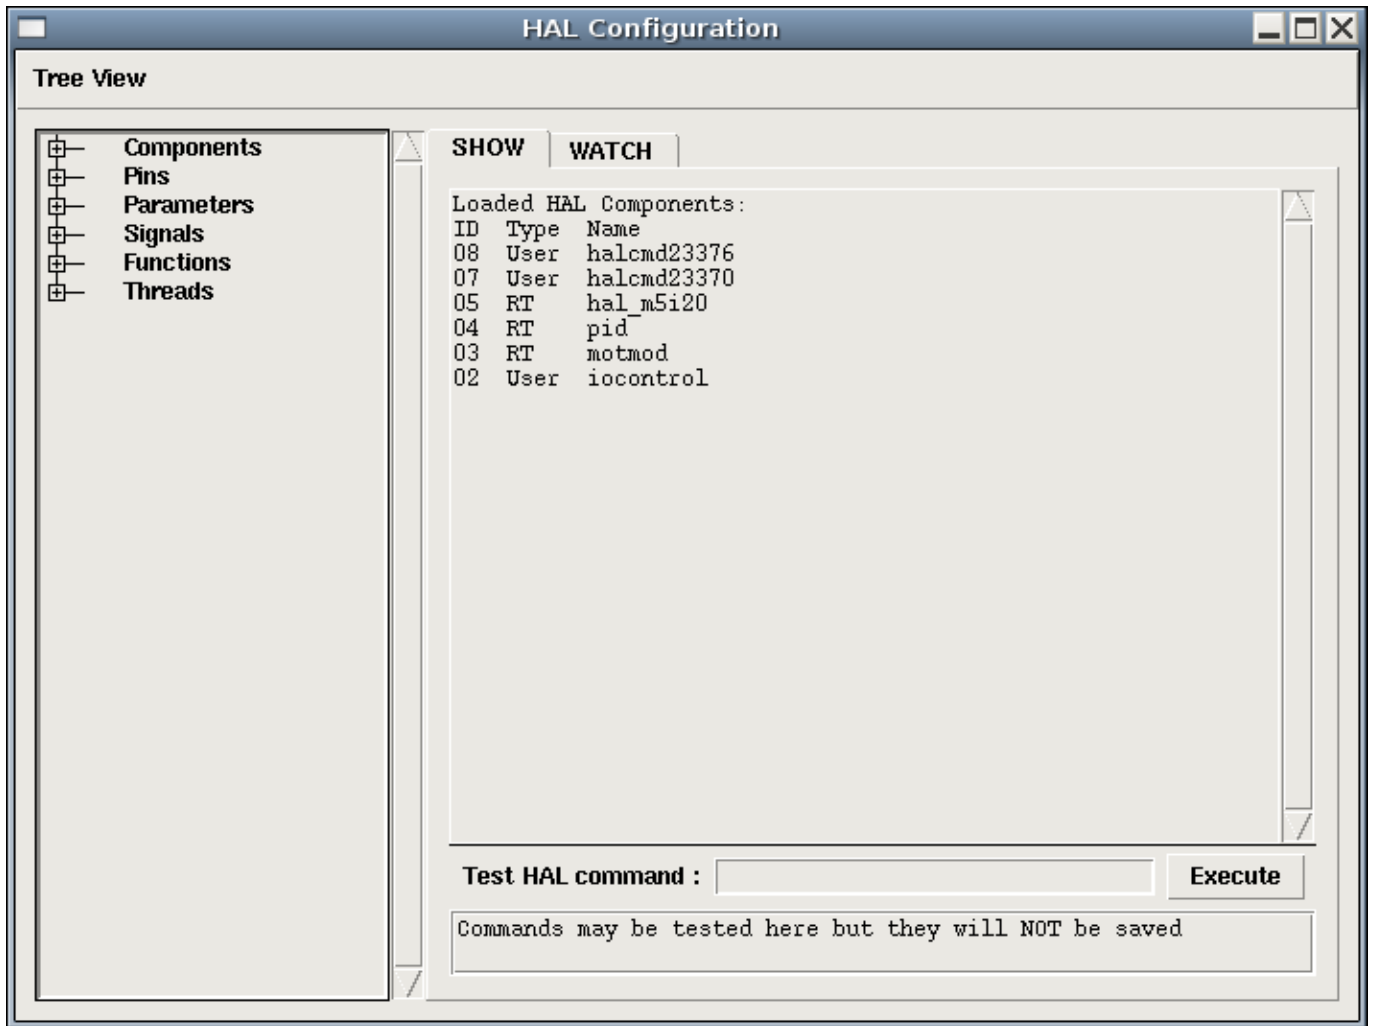 HAL Configuration
Tree View
Components
Pins
Parameters
Signals
Functions
Threads
SHOW
WATCH
Loaded HAL Components:
ID Type Name
08 User halcmd23376
07 User halcmd23370
05 RT hal_m5i20
04 RT pid
03 RT motmod
02 User iocontrol
Test HAL command :
Execute
Commands may be tested here but they will NOT be saved